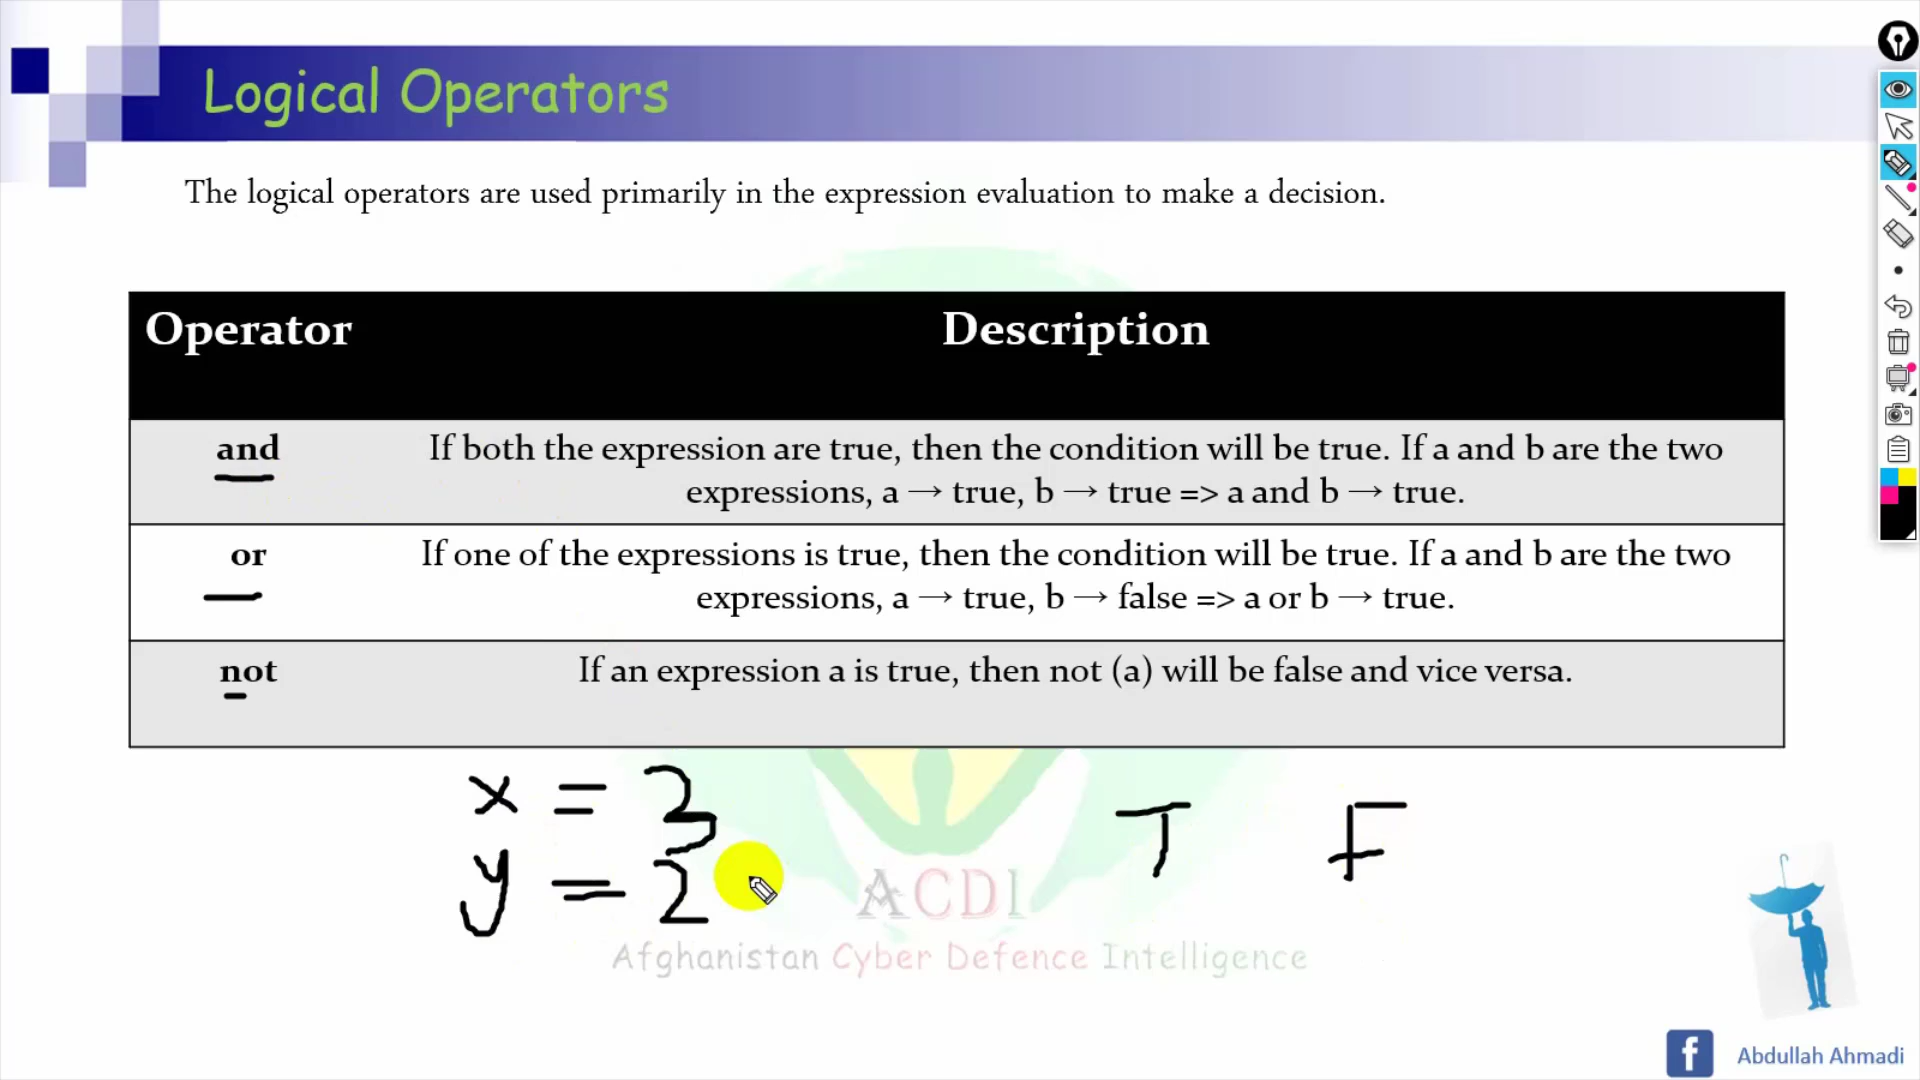 Logical Operators
The logical operators are used primarily in the expression evaluation to make a decision.
Operator Description
and If both the expression are true, then the condition will be true. If a and b are the two
expressions, a → true, b → true => a and b → true.
or If one of the expressions is true, then the condition will be true. If a and b are the two
expressions, a → true, b → false => a or b → true.
not If an expression a is true, then not (a) will be false and vice versa.
x = 3 T F
y = 2
ACDI
Afghanistan Cyber Defence Intelligence
f Abdullah Ahmadi